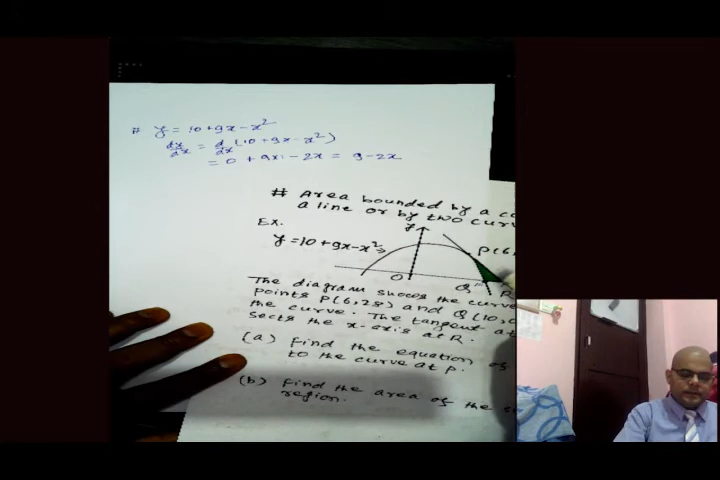 # y = 10 + 9x - x²
dy/dx = d/dx (10 + 9x - x²)
= 0 + 9x1 - 2x = 9 - 2x
# Area bounded by a
a line or by two
Ex.
y
y = 10 + 9x - x²
P(6,
O
Q
R
The diagram shows the curve
points P(6,28) and Q(10,0
the curve. The tangent at
sects the x-axis at R.
(a) Find the equation of
to the curve at P.
(b) Find the area of the
region.